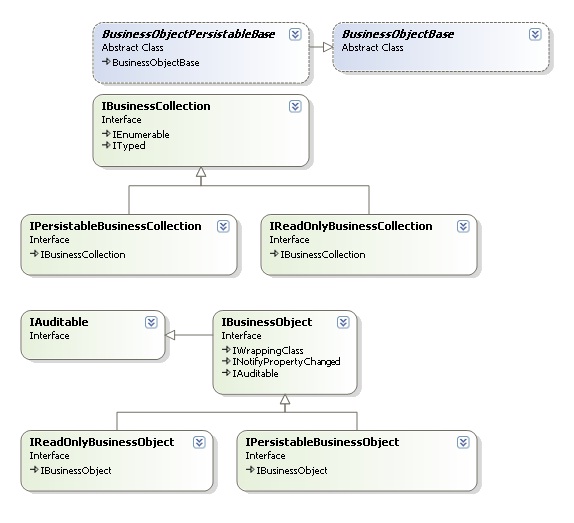 BusinessObjectPersistableBase
Abstract Class
BusinessObjectBase
BusinessObjectBase
Abstract Class
IBusinessCollection
Interface
IEnumerable
ITyped
IPersistableBusinessCollection
Interface
IBusinessCollection
IReadOnlyBusinessCollection
Interface
IBusinessCollection
IAuditable
Interface
IBusinessObject
Interface
IWrappingClass
INotifyPropertyChanged
IAuditable
IReadOnlyBusinessObject
Interface
IBusinessObject
IPersistableBusinessObject
Interface
IBusinessObject